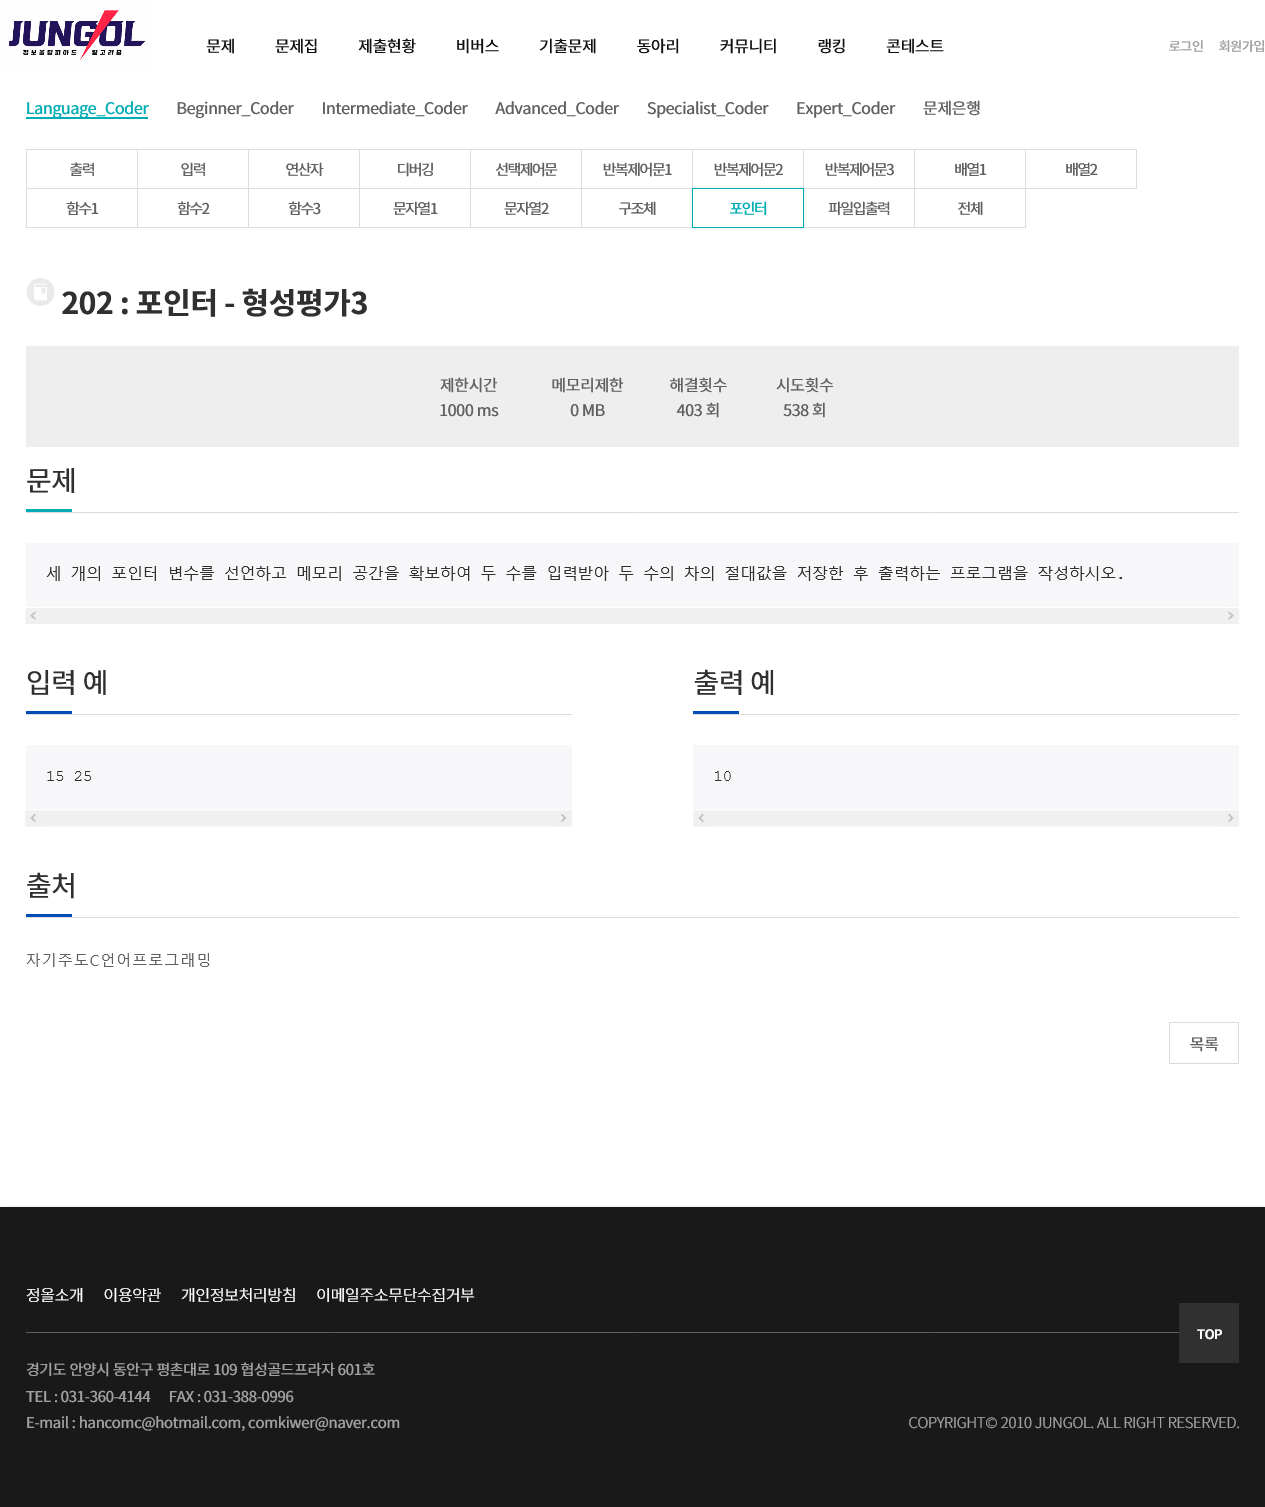 JUNGOL
정보올림피아드 알고리즘
문제 문제집 제출현황 비버스 기출문제 동아리 커뮤니티 랭킹 콘테스트 로그인 회원가입
Language_Coder Beginner_Coder Intermediate_Coder Advanced_Coder Specialist_Coder Expert_Coder 문제은행
출력 입력 연산자 디버깅 선택제어문 반복제어문1 반복제어문2 반복제어문3 배열1 배열2
함수1 함수2 함수3 문자열1 문자열2 구조체 포인터 파일입출력 전체
202 : 포인터 - 형성평가3
제한시간 메모리제한 해결횟수 시도횟수
1000 ms 0 MB 403 회 538 회
문제
세 개의 포인터 변수를 선언하고 메모리 공간을 확보하여 두 수를 입력받아 두 수의 차의 절대값을 저장한 후 출력하는 프로그램을 작성하시오.
입력 예 출력 예
15 25 10
출처
자기주도C언어프로그래밍
목록
정올소개 이용약관 개인정보처리방침 이메일주소무단수집거부
TOP
경기도 안양시 동안구 평촌대로 109 협성골드프라자 601호
TEL : 031-360-4144 FAX : 031-388-0996
E-mail : hancomc@hotmail.com, comkiwer@naver.com COPYRIGHT© 2010 JUNGOL. ALL RIGHT RESERVED.